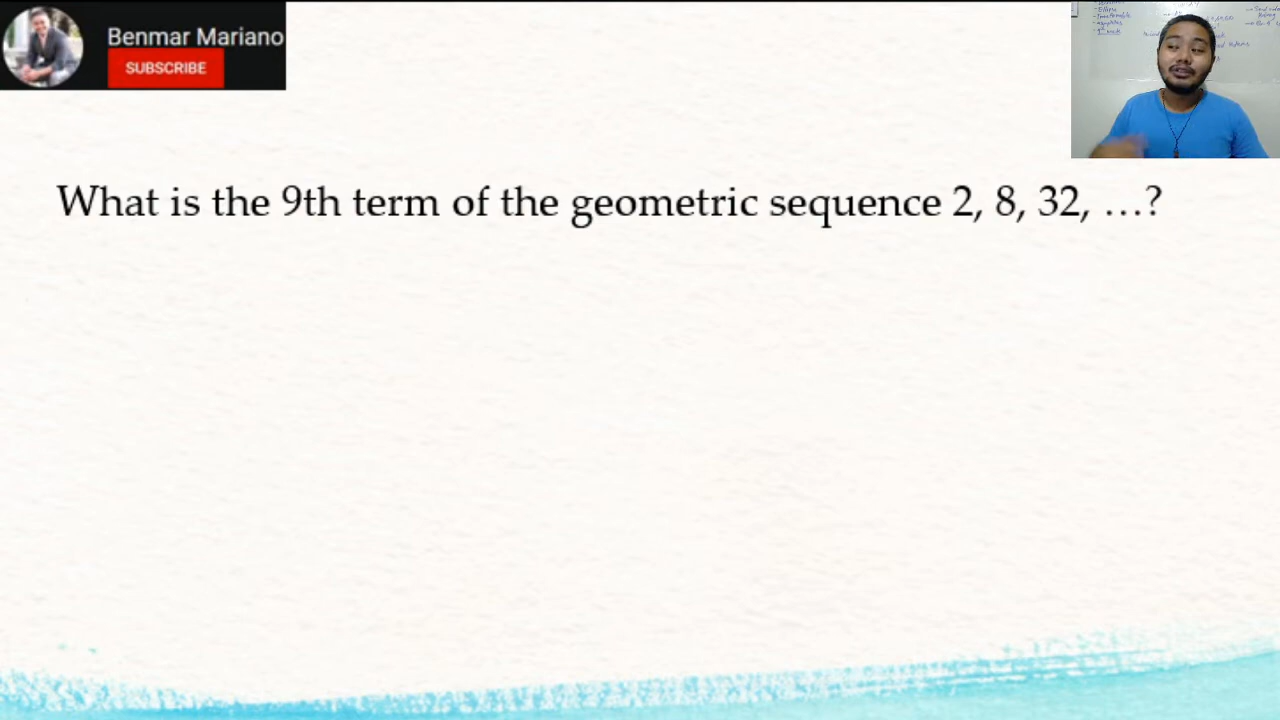 Benmar Mariano
SUBSCRIBE
What is the 9th term of the geometric sequence 2, 8, 32, …?